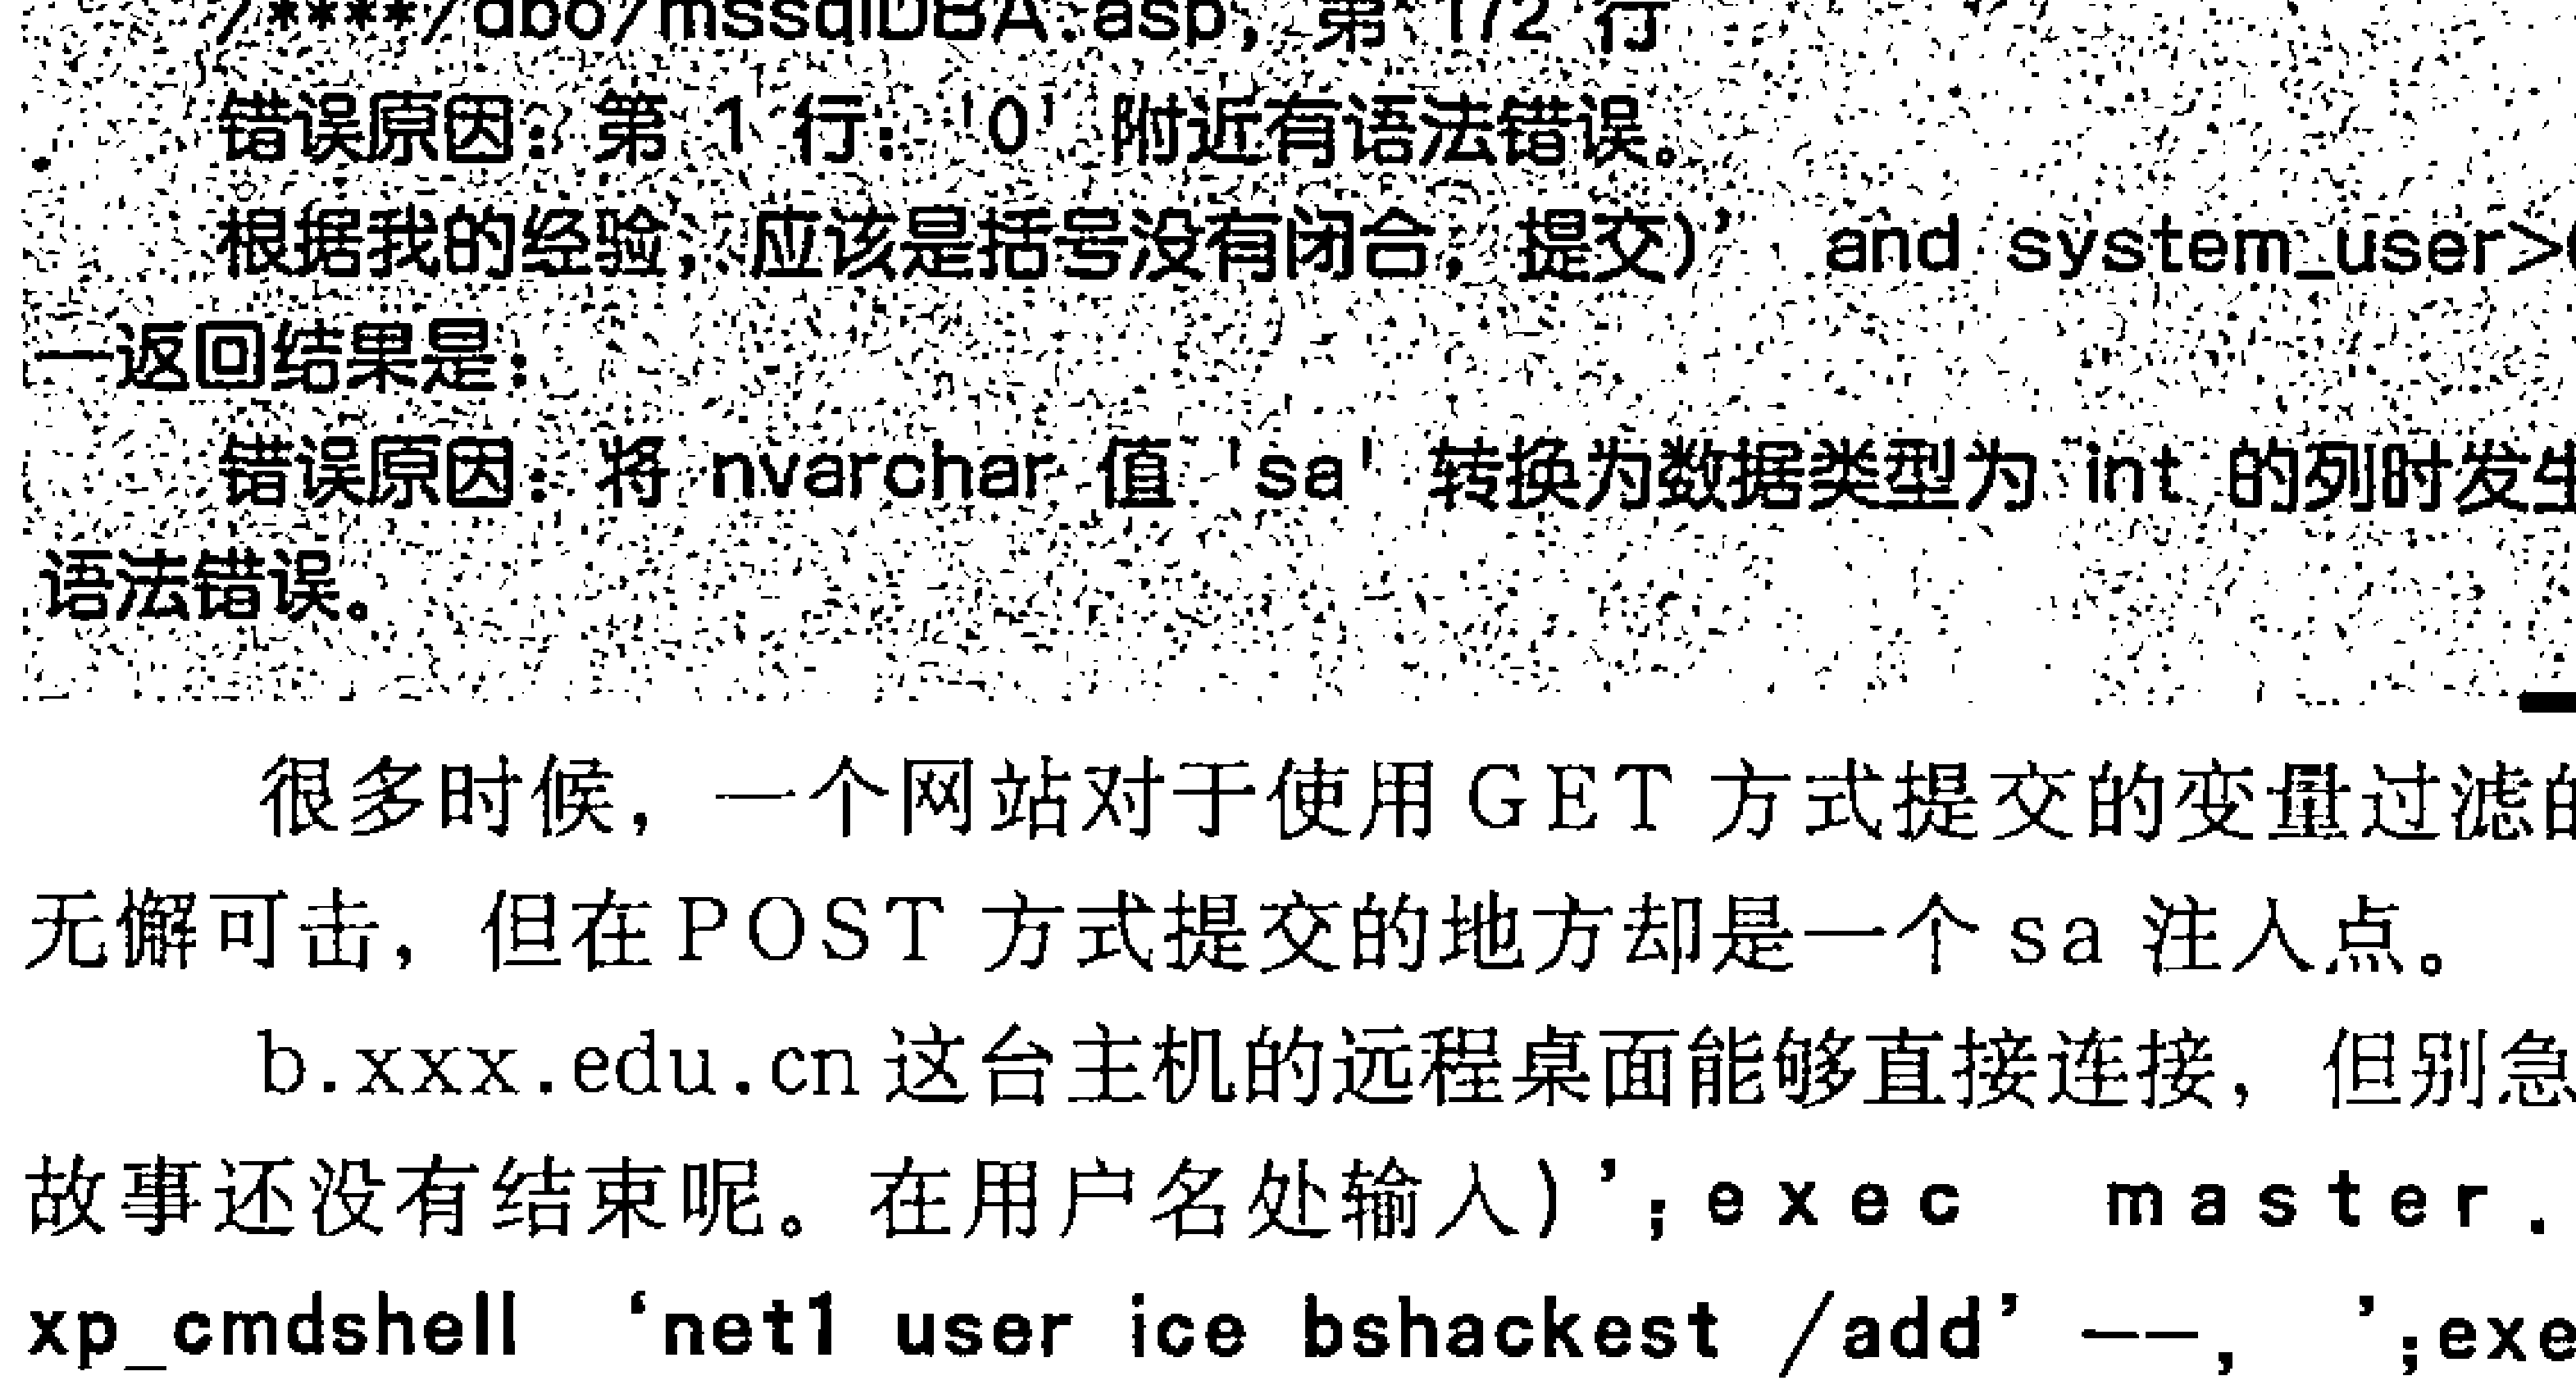 /****/dbo/mssqlDBA.asp, 第 172 行
错误原因: 第 1 行: '0' 附近有语法错误。
根据我的经验, 应该是括号没有闭合, 提交)’ and system_user>
—返回结果是:
错误原因: 将 nvarchar 值 'sa' 转换为数据类型为 int 的列时发生
语法错误。
很多时候，一个网站对于使用 GET 方式提交的变量过滤的
无懈可击，但在 POST 方式提交的地方却是一个 sa 注入点。
b.xxx.edu.cn 这台主机的远程桌面能够直接连接，但别急
故事还没有结束呢。在用户名处输入)’;exec master.
xp_cmdshell ‘net1 user ice bshackest /add’ ——, ’;exe